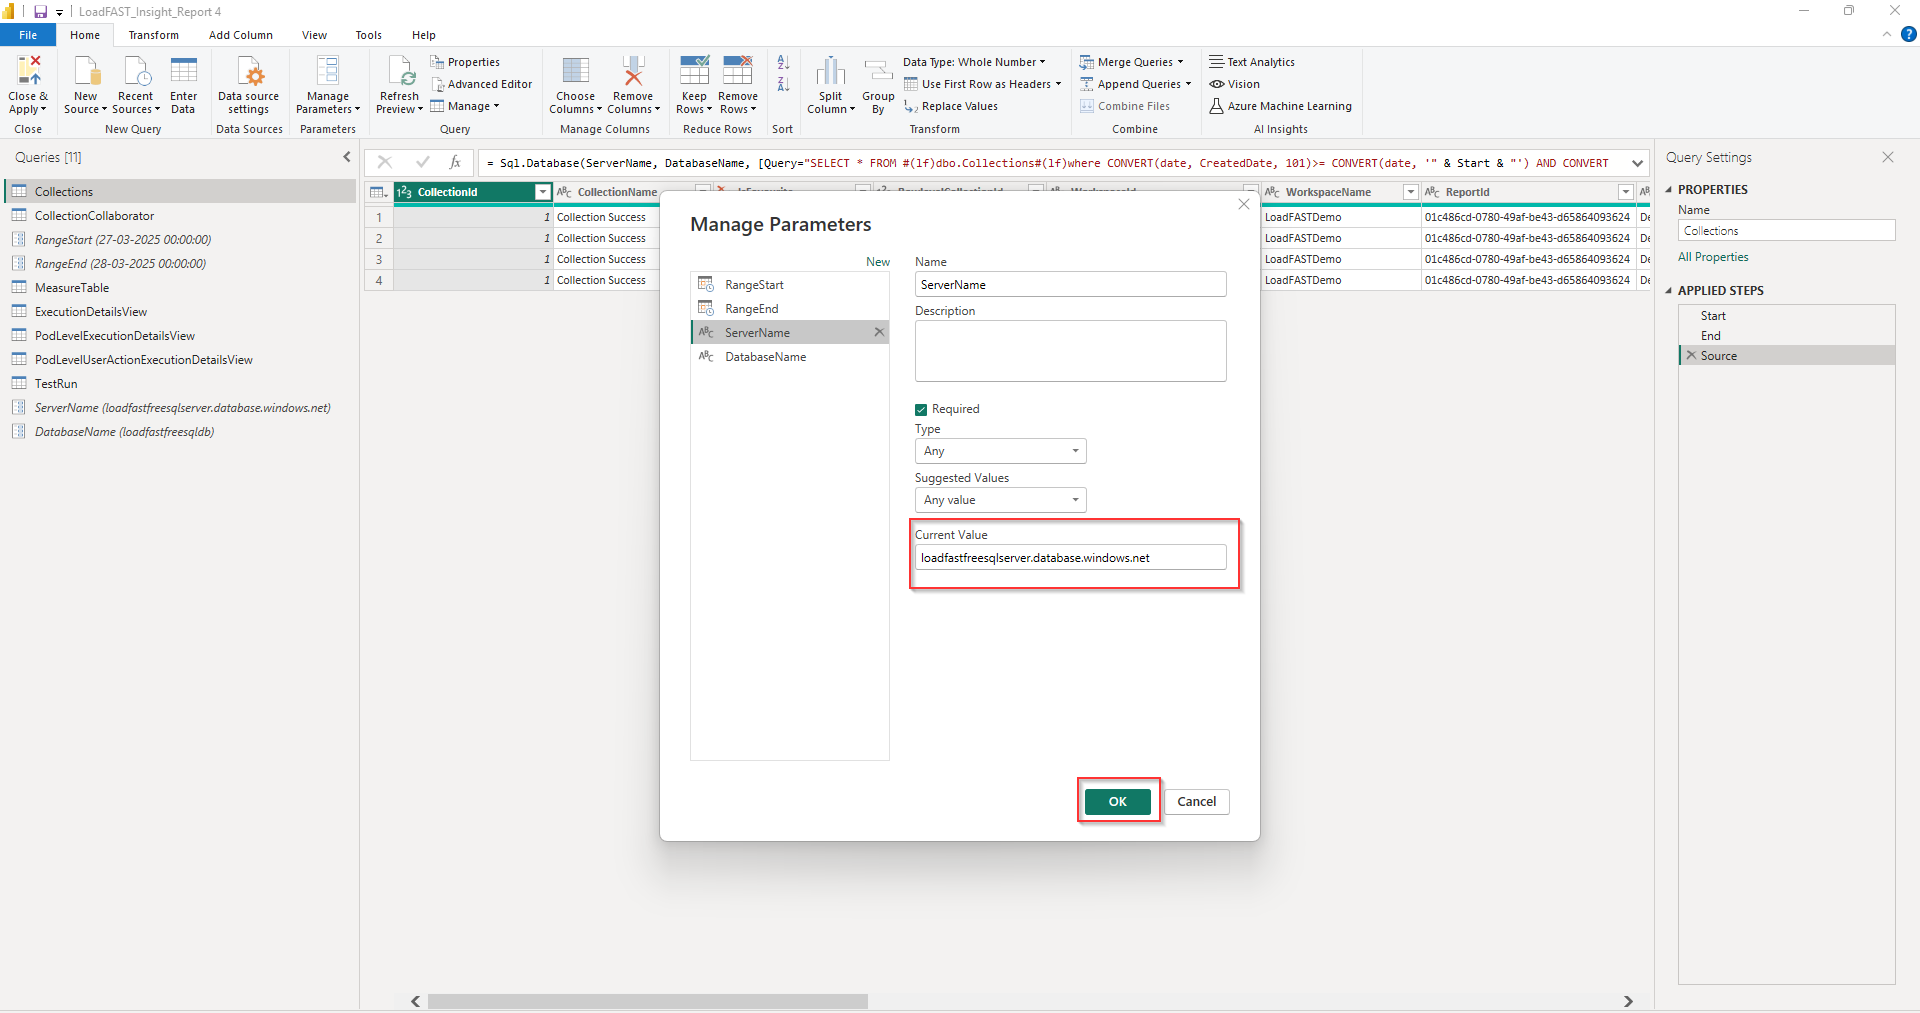 LoadFAST_Insight_Report 4
File
Home
Transform
Add Column
View
Tools
Help
?
Close & Apply
New Source
Recent Sources
Enter Data
Data source settings
Manage Parameters
Refresh Preview
Properties
Advanced Editor
Manage
Choose Columns
Remove Columns
Keep Rows
Remove Rows
Split Column
Group By
Data Type: Whole Number
Use First Row as Headers
Replace Values
Merge Queries
Append Queries
Combine Files
Text Analytics
Vision
Azure Machine Learning
Close
New Query
Data Sources
Parameters
Query
Manage Columns
Reduce Rows
Sort
Transform
Combine
AI Insights
Queries [11]
Collections
CollectionCollaborator
RangeStart (27-03-2025 00:00:00)
RangeEnd (28-03-2025 00:00:00)
MeasureTable
ExecutionDetailsView
PodLevelExecutionDetailsView
PodLevelUserActionExecutionDetailsView
TestRun
ServerName (loadfastfreesqlserver.database.windows.net)
DatabaseName (loadfastfreesqldb)
fx
= Sql.Database(ServerName, DatabaseName, [Query="SELECT * FROM #(lf)dbo.Collections#(lf)where CONVERT(date, CreatedDate, 101)>= CONVERT(date, '" & Start & "') AND CONVERT
CollectionId
CollectionName
WorkspaceName
ReportId
1 1 Collection Success LoadFASTDemo 01c486cd-0780-49af-be43-d65864093624 De
2 1 Collection Success LoadFASTDemo 01c486cd-0780-49af-be43-d65864093624 De
3 1 Collection Success LoadFASTDemo 01c486cd-0780-49af-be43-d65864093624 De
4 1 Collection Success LoadFASTDemo 01c486cd-0780-49af-be43-d65864093624 De
Manage Parameters
New
RangeStart
RangeEnd
ServerName
DatabaseName
Name
ServerName
Description
Required
Type
Any
Suggested Values
Any value
Current Value
loadfastfreesqlserver.database.windows.net
OK
Cancel
Query Settings
PROPERTIES
Name
Collections
All Properties
APPLIED STEPS
Start
End
Source